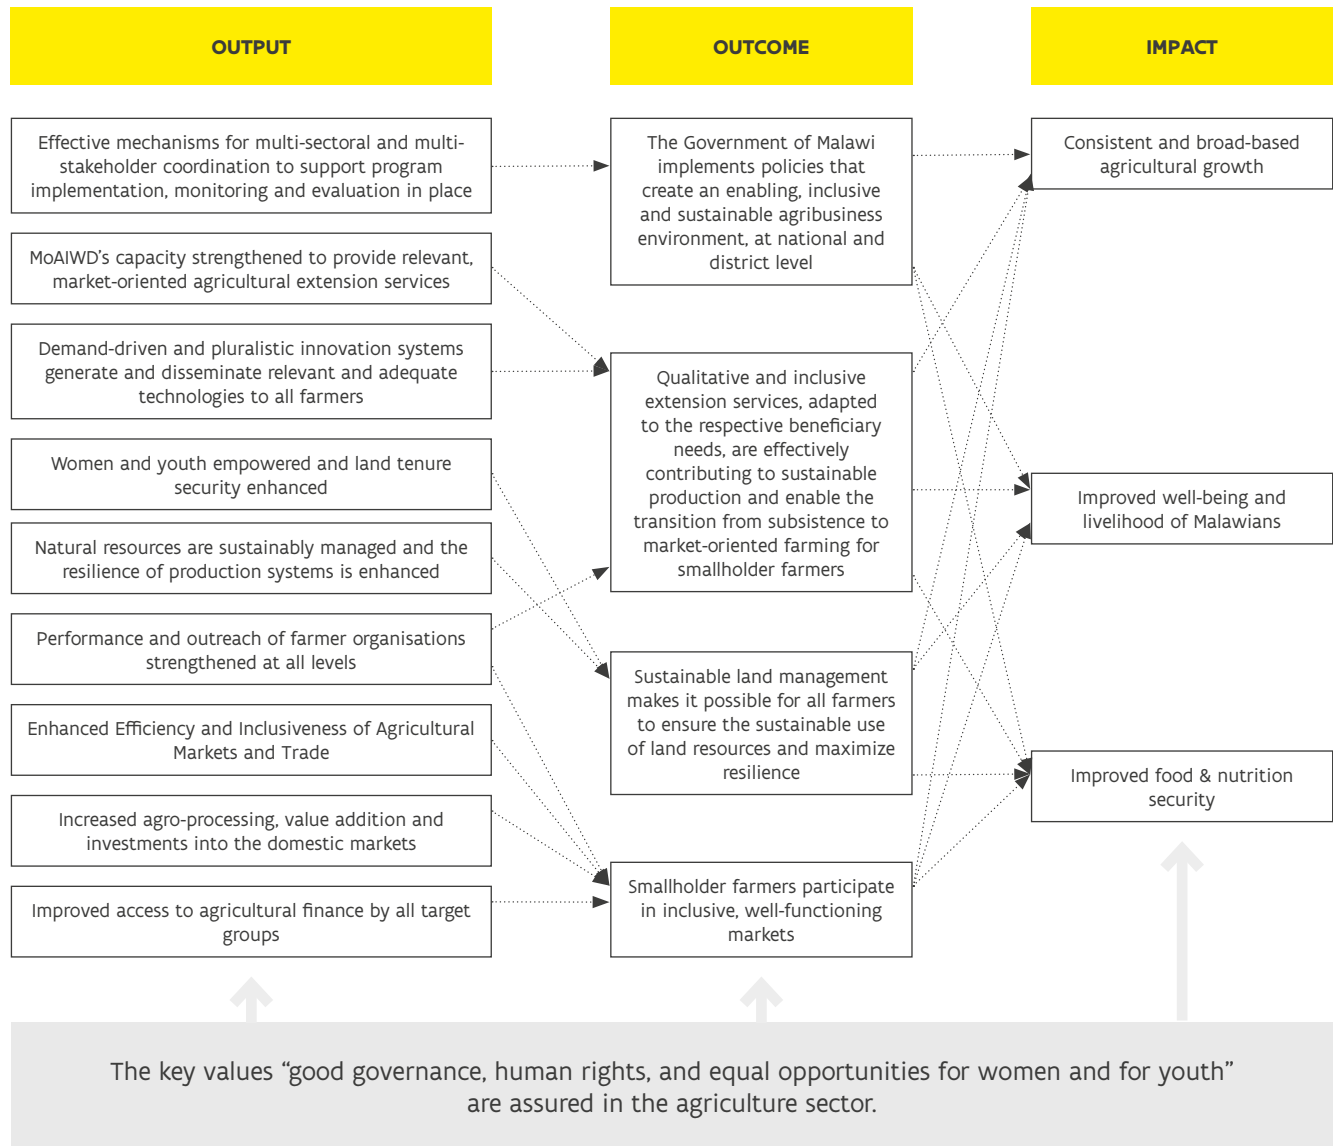 OUTPUT
OUTCOME
IMPACT
Effective mechanisms for multi-sectoral and multi-
stakeholder coordination to support program
implementation, monitoring and evaluation in place
MoAIWD’s capacity strengthened to provide relevant,
market-oriented agricultural extension services
Demand-driven and pluralistic innovation systems
generate and disseminate relevant and adequate
technologies to all farmers
Women and youth empowered and land tenure
security enhanced
Natural resources are sustainably managed and the
resilience of production systems is enhanced
Performance and outreach of farmer organisations
strengthened at all levels
Enhanced Efficiency and Inclusiveness of Agricultural
Markets and Trade
Increased agro-processing, value addition and
investments into the domestic markets
Improved access to agricultural finance by all target
groups
The Government of Malawi
implements policies that
create an enabling, inclusive
and sustainable agribusiness
environment, at national and
district level
Qualitative and inclusive
extension services, adapted
to the respective beneficiary
needs, are effectively
contributing to sustainable
production and enable the
transition from subsistence to
market-oriented farming for
smallholder farmers
Sustainable land management
makes it possible for all farmers
to ensure the sustainable use
of land resources and maximize
resilience
Smallholder farmers participate
in inclusive, well-functioning
markets
Consistent and broad-based
agricultural growth
Improved well-being and
livelihood of Malawians
Improved food & nutrition
security
The key values “good governance, human rights, and equal opportunities for women and for youth”
are assured in the agriculture sector.